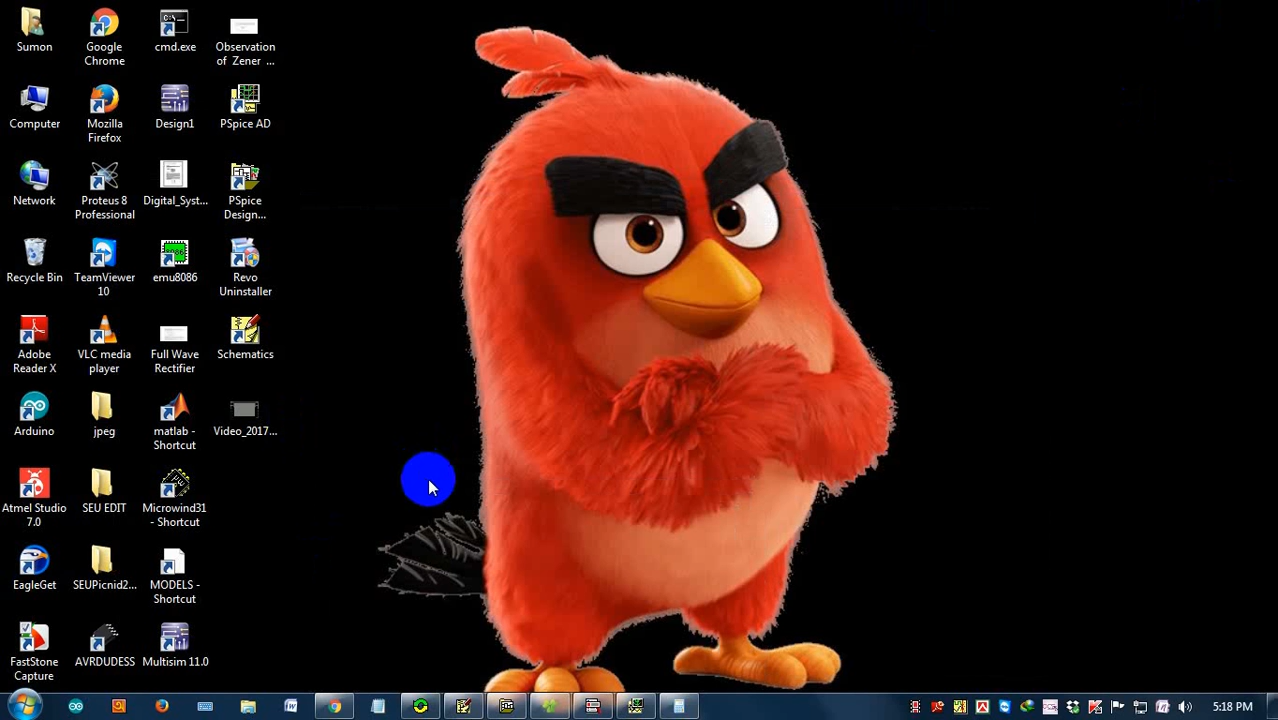 Sumon
Google
Chrome
cmd.exe
Observation
of Zener ...
Computer
Mozilla
Firefox
Design1
PSpice AD
Network
Proteus 8
Professional
Digital_Syst...
PSpice
Design...
Recycle Bin
TeamViewer
10
emu8086
Revo
Uninstaller
Adobe
Reader X
VLC media
player
Full Wave
Rectifier
Schematics
Arduino
jpeg
matlab -
Shortcut
Video_2017...
Atmel Studio
7.0
SEU EDIT
Microwind31
- Shortcut
EagleGet
SEUPicnid2...
MODELS -
Shortcut
FastStone
Capture
AVRDUDESS
Multisim 11.0
5:18 PM